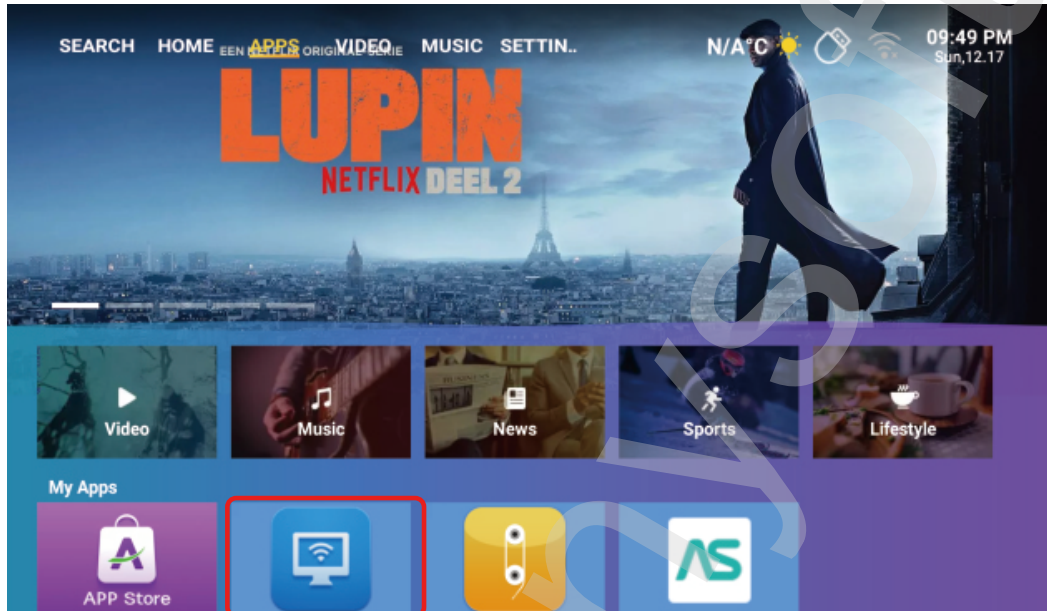 SEARCH HOME APPS VIDEO MUSIC SETTIN.. N/A°C 09:49 PM
Sun,12.17
EEN NETFLIX ORIGINAL SERIE
LUPIN
NETFLIX DEEL 2
Video Music News Sports Lifestyle
BUSINESS
My Apps
APP Store
AS